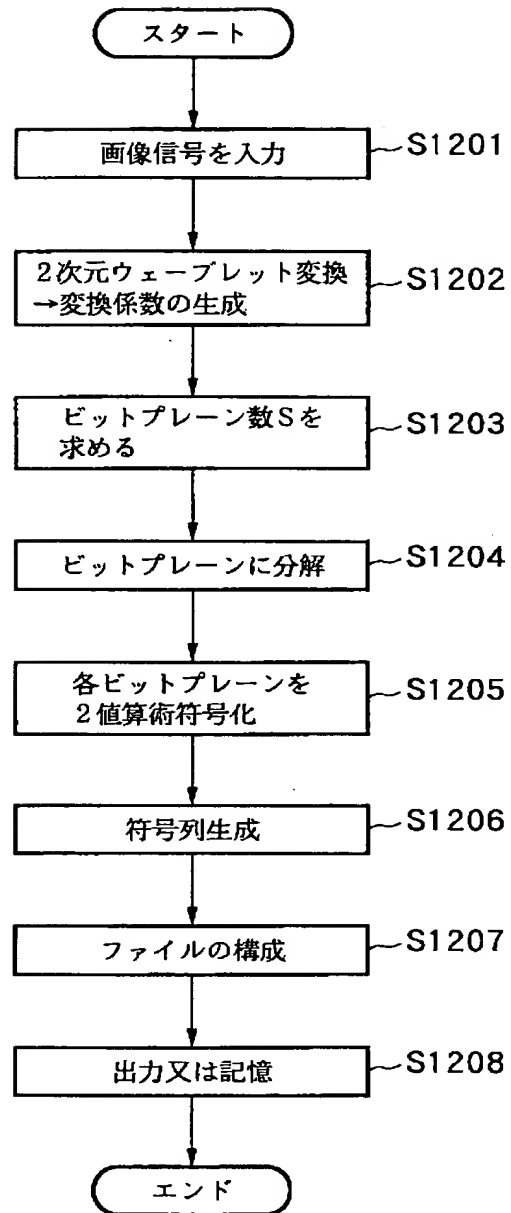 スタート
画像信号を入力
S1201
2次元ウェーブレット変換
→変換係数の生成
S1202
ビットプレーン数Sを
求める
S1203
ビットプレーンに分解
S1204
各ビットプレーンを
2値算術符号化
S1205
符号列生成
S1206
ファイルの構成
S1207
出力又は記憶
S1208
エンド